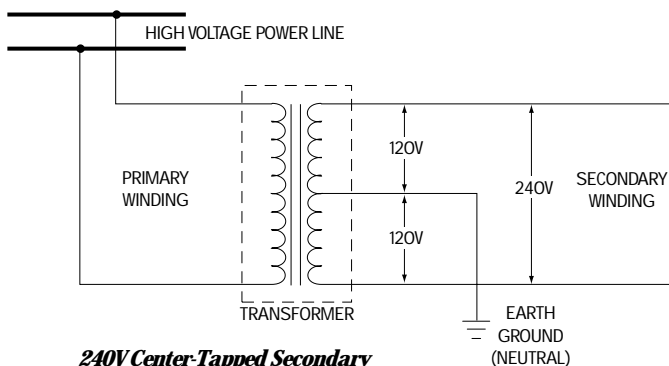 HIGH VOLTAGE POWER LINE
120V
PRIMARY
WINDING
240V
SECONDARY
WINDING
120V
TRANSFORMER
EARTH
GROUND
(NEUTRAL)
240V Center-Tapped Secondary